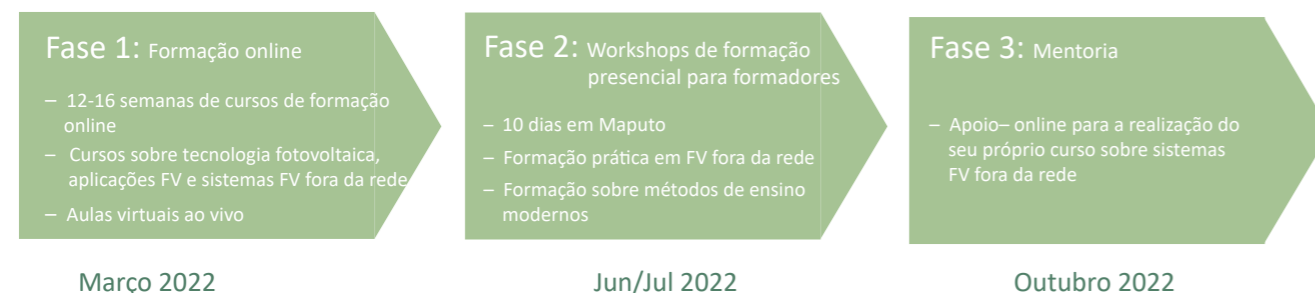 Fase 1: Formação online
– 12-16 semanas de cursos de formação
online
– Cursos sobre tecnologia fotovoltaica,
aplicações FV e sistemas FV fora da rede
– Aulas virtuais ao vivo
Março 2022
Fase 2: Workshops de formação
presencial para formadores
– 10 dias em Maputo
– Formação prática em FV fora da rede
– Formação sobre métodos de ensino
modernos
Jun/Jul 2022
Fase 3: Mentoria
– Apoio– online para a realização do
seu próprio curso sobre sistemas
FV fora da rede
Outubro 2022